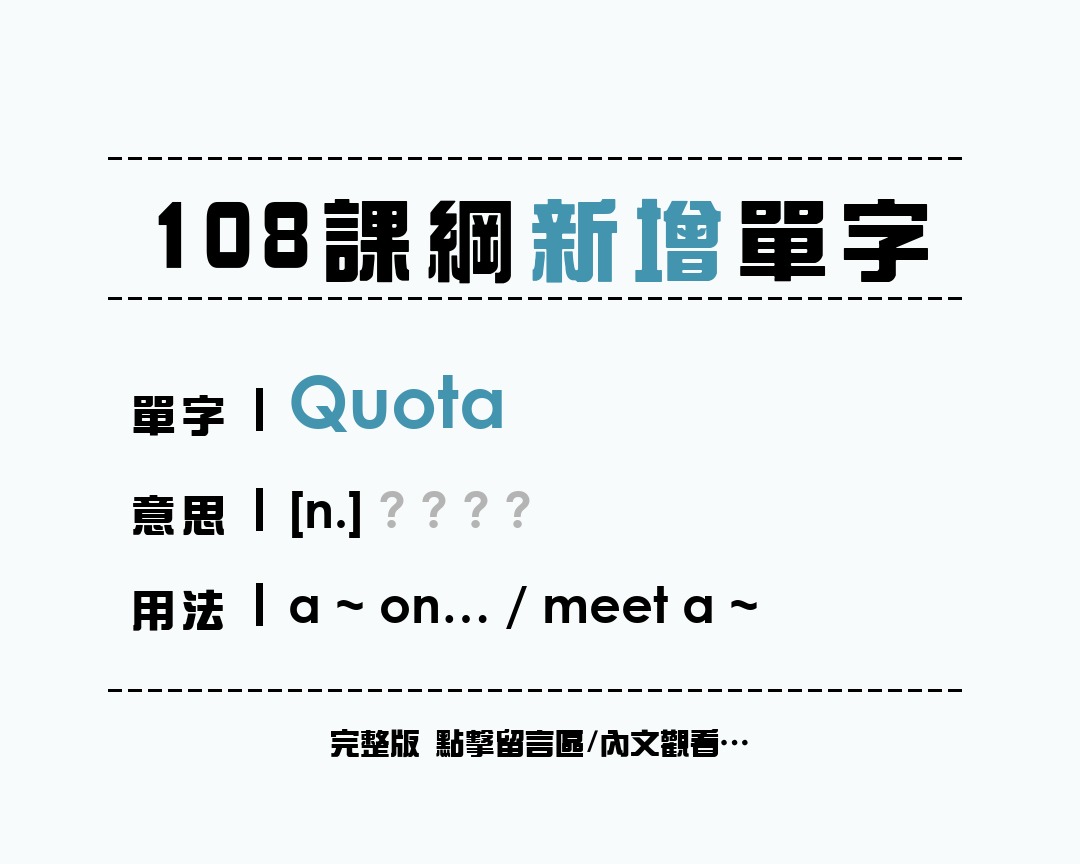 108課綱新增單字
單字 | Quota
意思 | [n.] ? ? ? ?
用法 | a ~ on… / meet a ~
完整版 點擊留言區/內文觀看…